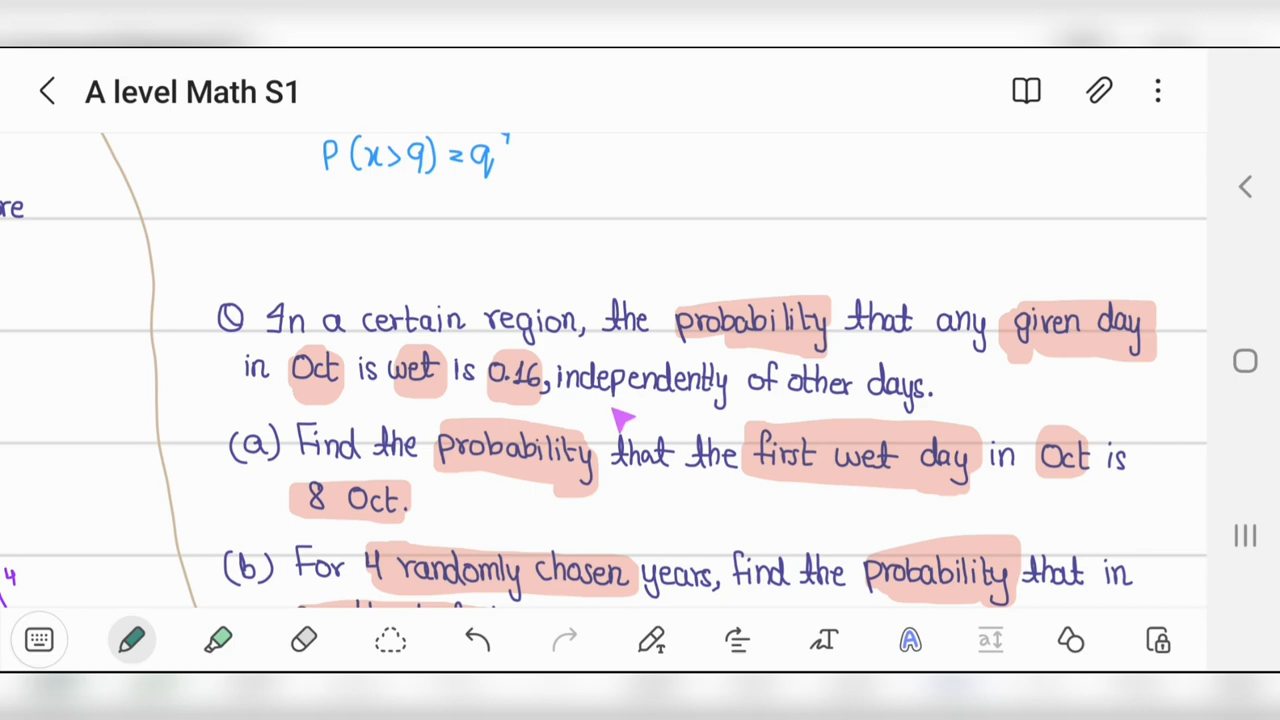 A level Math S1
P(x>9) = q⁹
re
Q In a certain region, the probability that any given day
in Oct is wet is 0.16, independently of other days.
(a) Find the probability that the first wet day in Oct is
8 Oct.
(b) For 4 randomly chosen years, find the probability that in
4